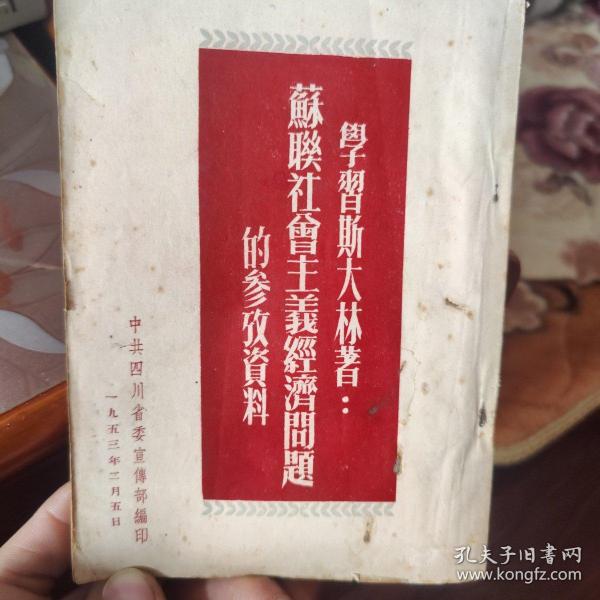 學習斯大林著：
蘇聯社會主義經濟問題
的參攷資料
中共四川省委宣傳部編印
一九五三年二月五日
孔夫子旧书网
www.kongfz.com